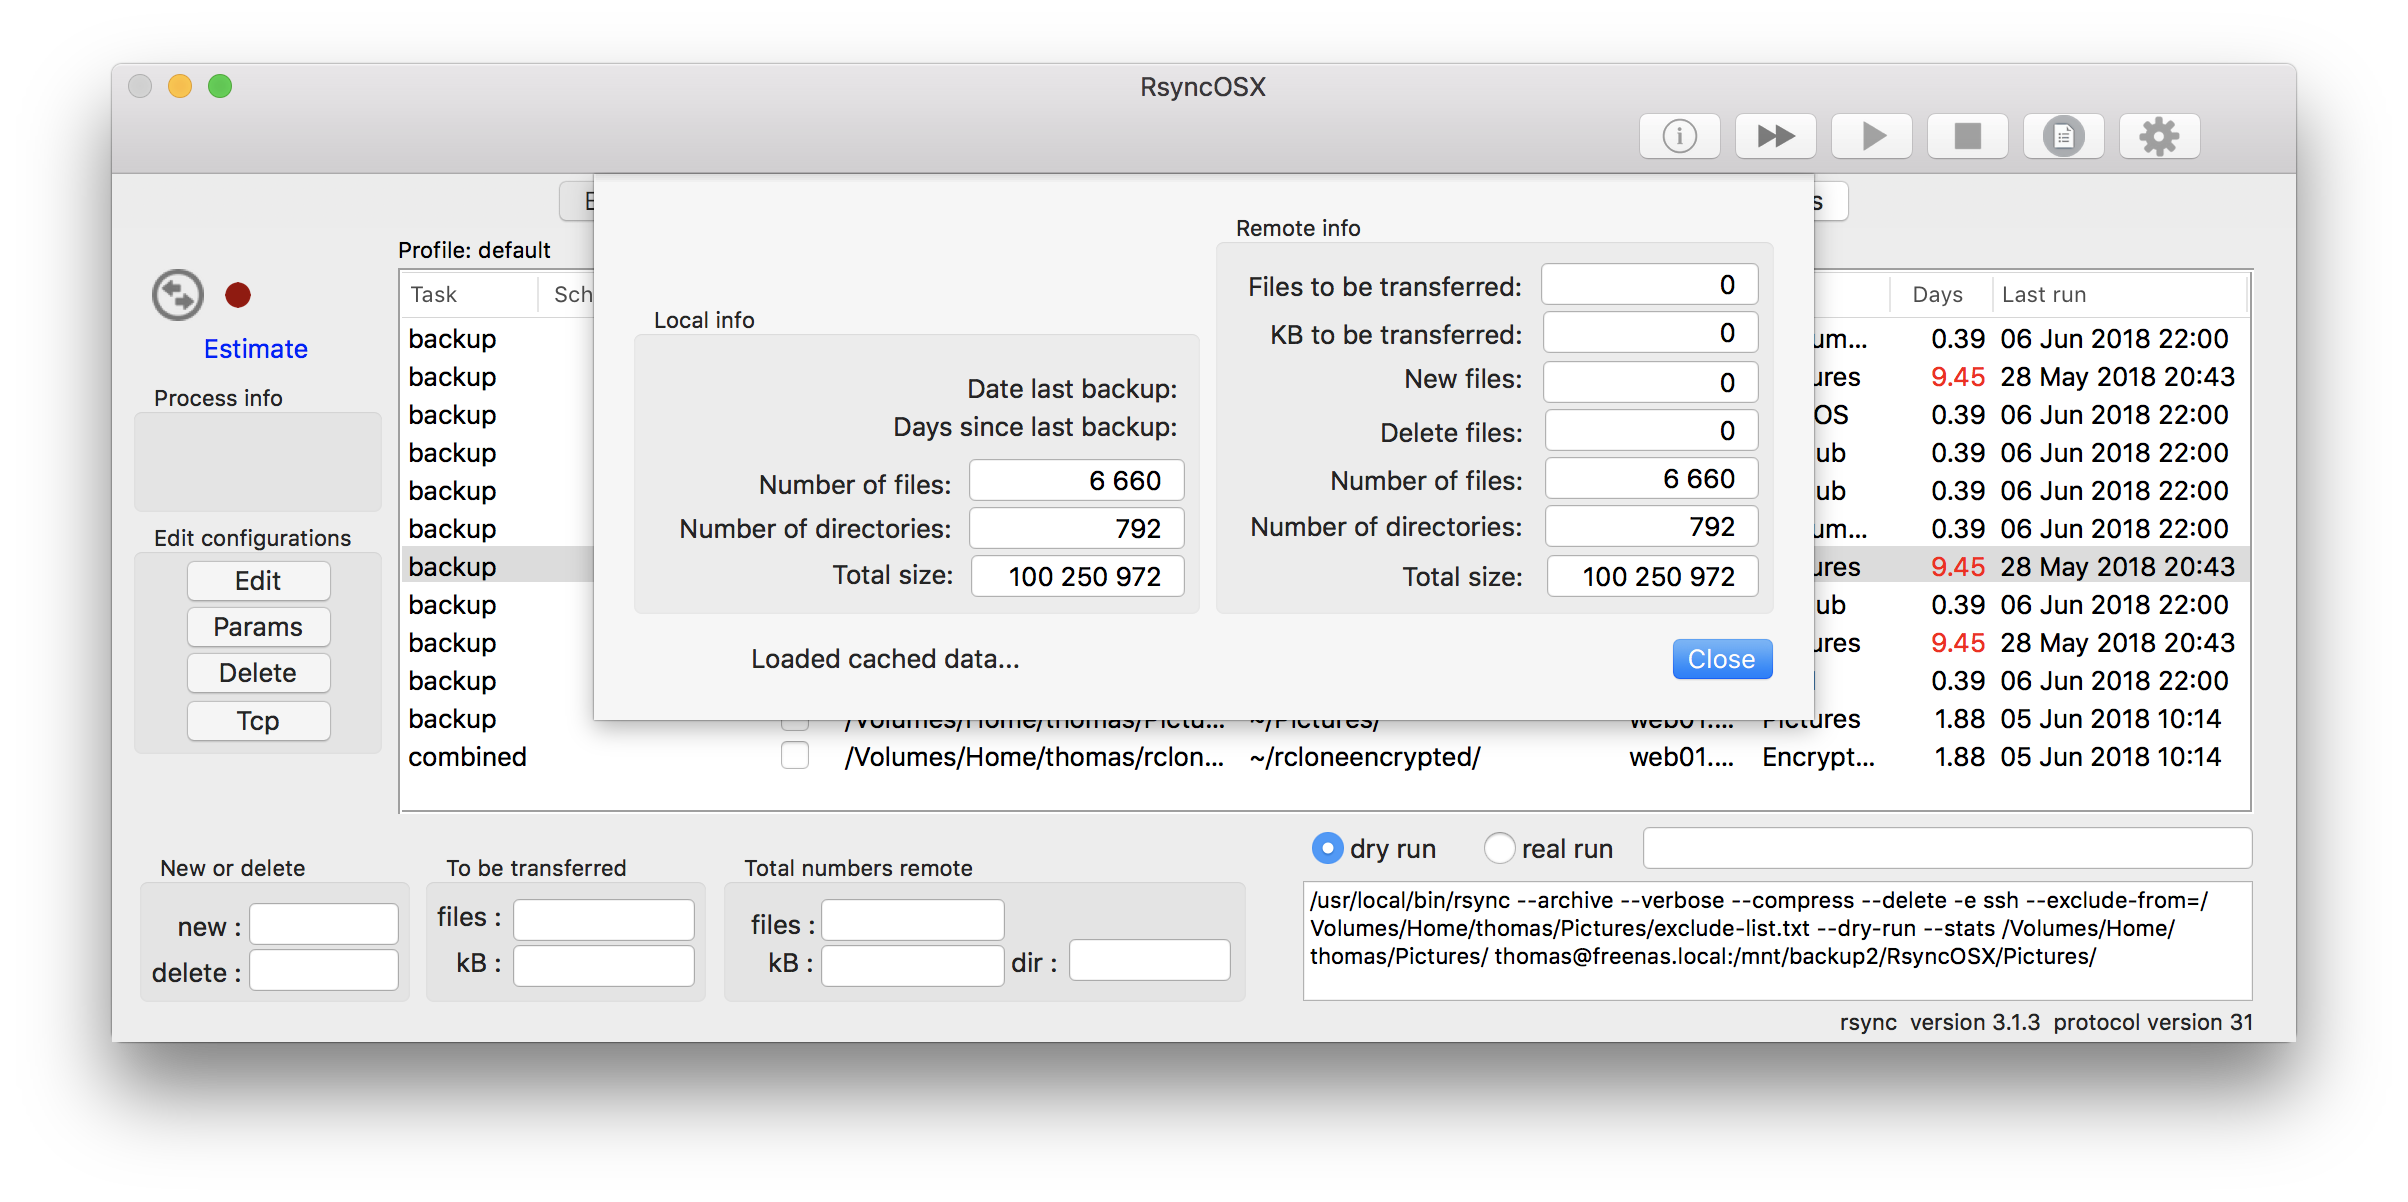 RsyncOSX
Profile: default
Task
Days Last run
Estimate
Process info
Edit configurations
Edit
Params
Delete
Tcp
backup 0.39 06 Jun 2018 22:00
backup 9.45 28 May 2018 20:43
backup 0.39 06 Jun 2018 22:00
backup 0.39 06 Jun 2018 22:00
backup 0.39 06 Jun 2018 22:00
backup 0.39 06 Jun 2018 22:00
backup 9.45 28 May 2018 20:43
backup 0.39 06 Jun 2018 22:00
backup 9.45 28 May 2018 20:43
backup 0.39 06 Jun 2018 22:00
backup /Volumes/Home/thomas/Pictu... ~/Pictures/ web01.... Pictures 1.88 05 Jun 2018 10:14
combined /Volumes/Home/thomas/rclon... ~/rcloneencrypted/ web01.... Encrypt... 1.88 05 Jun 2018 10:14
Local info
Date last backup:
Days since last backup:
Number of files: 6 660
Number of directories: 792
Total size: 100 250 972
Loaded cached data...
Remote info
Files to be transferred: 0
KB to be transferred: 0
New files: 0
Delete files: 0
Number of files: 6 660
Number of directories: 792
Total size: 100 250 972
Close
New or delete
new :
delete :
To be transferred
files :
kB :
Total numbers remote
files :
kB :
dir :
dry run
real run
/usr/local/bin/rsync --archive --verbose --compress --delete -e ssh --exclude-from=/
Volumes/Home/thomas/Pictures/exclude-list.txt --dry-run --stats /Volumes/Home/
thomas/Pictures/ thomas@freenas.local:/mnt/backup2/RsyncOSX/Pictures/
rsync version 3.1.3 protocol version 31